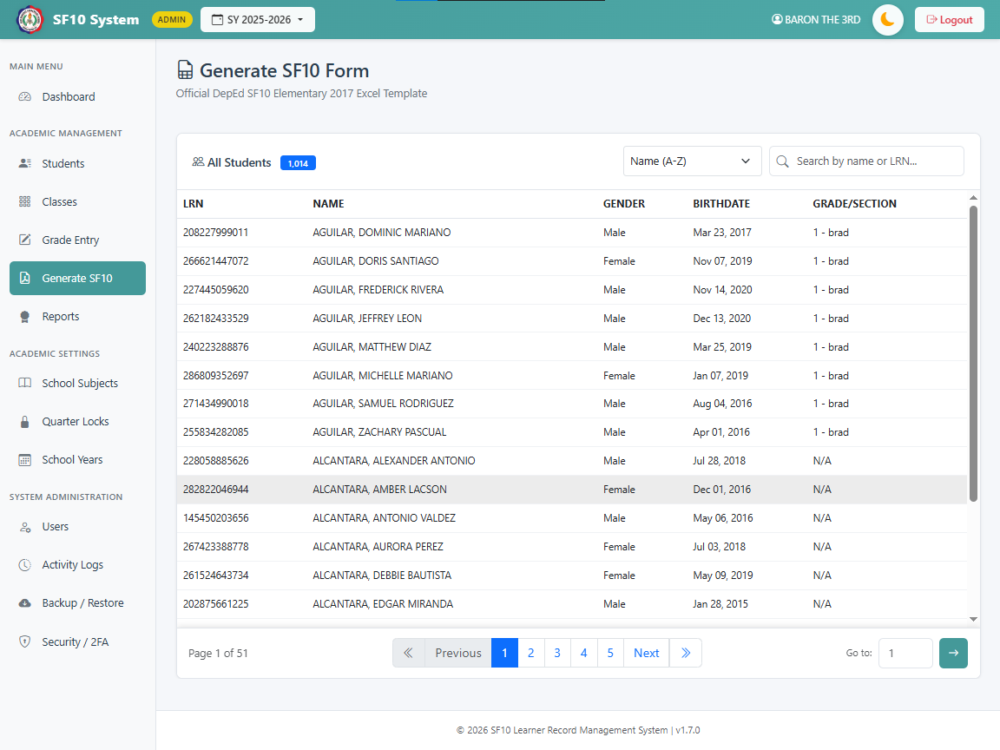 SF10 System ADMIN SY 2025-2026 BARON THE 3RD Logout
MAIN MENU
Dashboard
ACADEMIC MANAGEMENT
Students
Classes
Grade Entry
Generate SF10
Reports
ACADEMIC SETTINGS
School Subjects
Quarter Locks
School Years
SYSTEM ADMINISTRATION
Users
Activity Logs
Backup / Restore
Security / 2FA
Generate SF10 Form
Official DepEd SF10 Elementary 2017 Excel Template
All Students 1,014 Name (A-Z) Search by name or LRN...
LRN NAME GENDER BIRTHDATE GRADE/SECTION
208227999011 AGUILAR, DOMINIC MARIANO Male Mar 23, 2017 1 - brad
266621447072 AGUILAR, DORIS SANTIAGO Female Nov 07, 2019 1 - brad
227445059620 AGUILAR, FREDERICK RIVERA Male Nov 14, 2020 1 - brad
262182433529 AGUILAR, JEFFREY LEON Male Dec 13, 2020 1 - brad
240223288876 AGUILAR, MATTHEW DIAZ Male Mar 25, 2019 1 - brad
286809352697 AGUILAR, MICHELLE MARIANO Female Jan 07, 2019 1 - brad
271434990018 AGUILAR, SAMUEL RODRIGUEZ Male Aug 04, 2016 1 - brad
255834282085 AGUILAR, ZACHARY PASCUAL Male Apr 01, 2016 1 - brad
228058885626 ALCANTARA, ALEXANDER ANTONIO Male Jul 28, 2018 N/A
282822046944 ALCANTARA, AMBER LACSON Female Dec 01, 2016 N/A
145450203656 ALCANTARA, ANTONIO VALDEZ Male May 06, 2016 N/A
267423388778 ALCANTARA, AURORA PEREZ Female Jul 03, 2018 N/A
261524643734 ALCANTARA, DEBBIE BAUTISTA Female May 09, 2019 N/A
202875661225 ALCANTARA, EDGAR MIRANDA Male Jan 28, 2015 N/A
Page 1 of 51 « Previous 1 2 3 4 5 Next » Go to: 1 →
© 2026 SF10 Learner Record Management System | v1.7.0